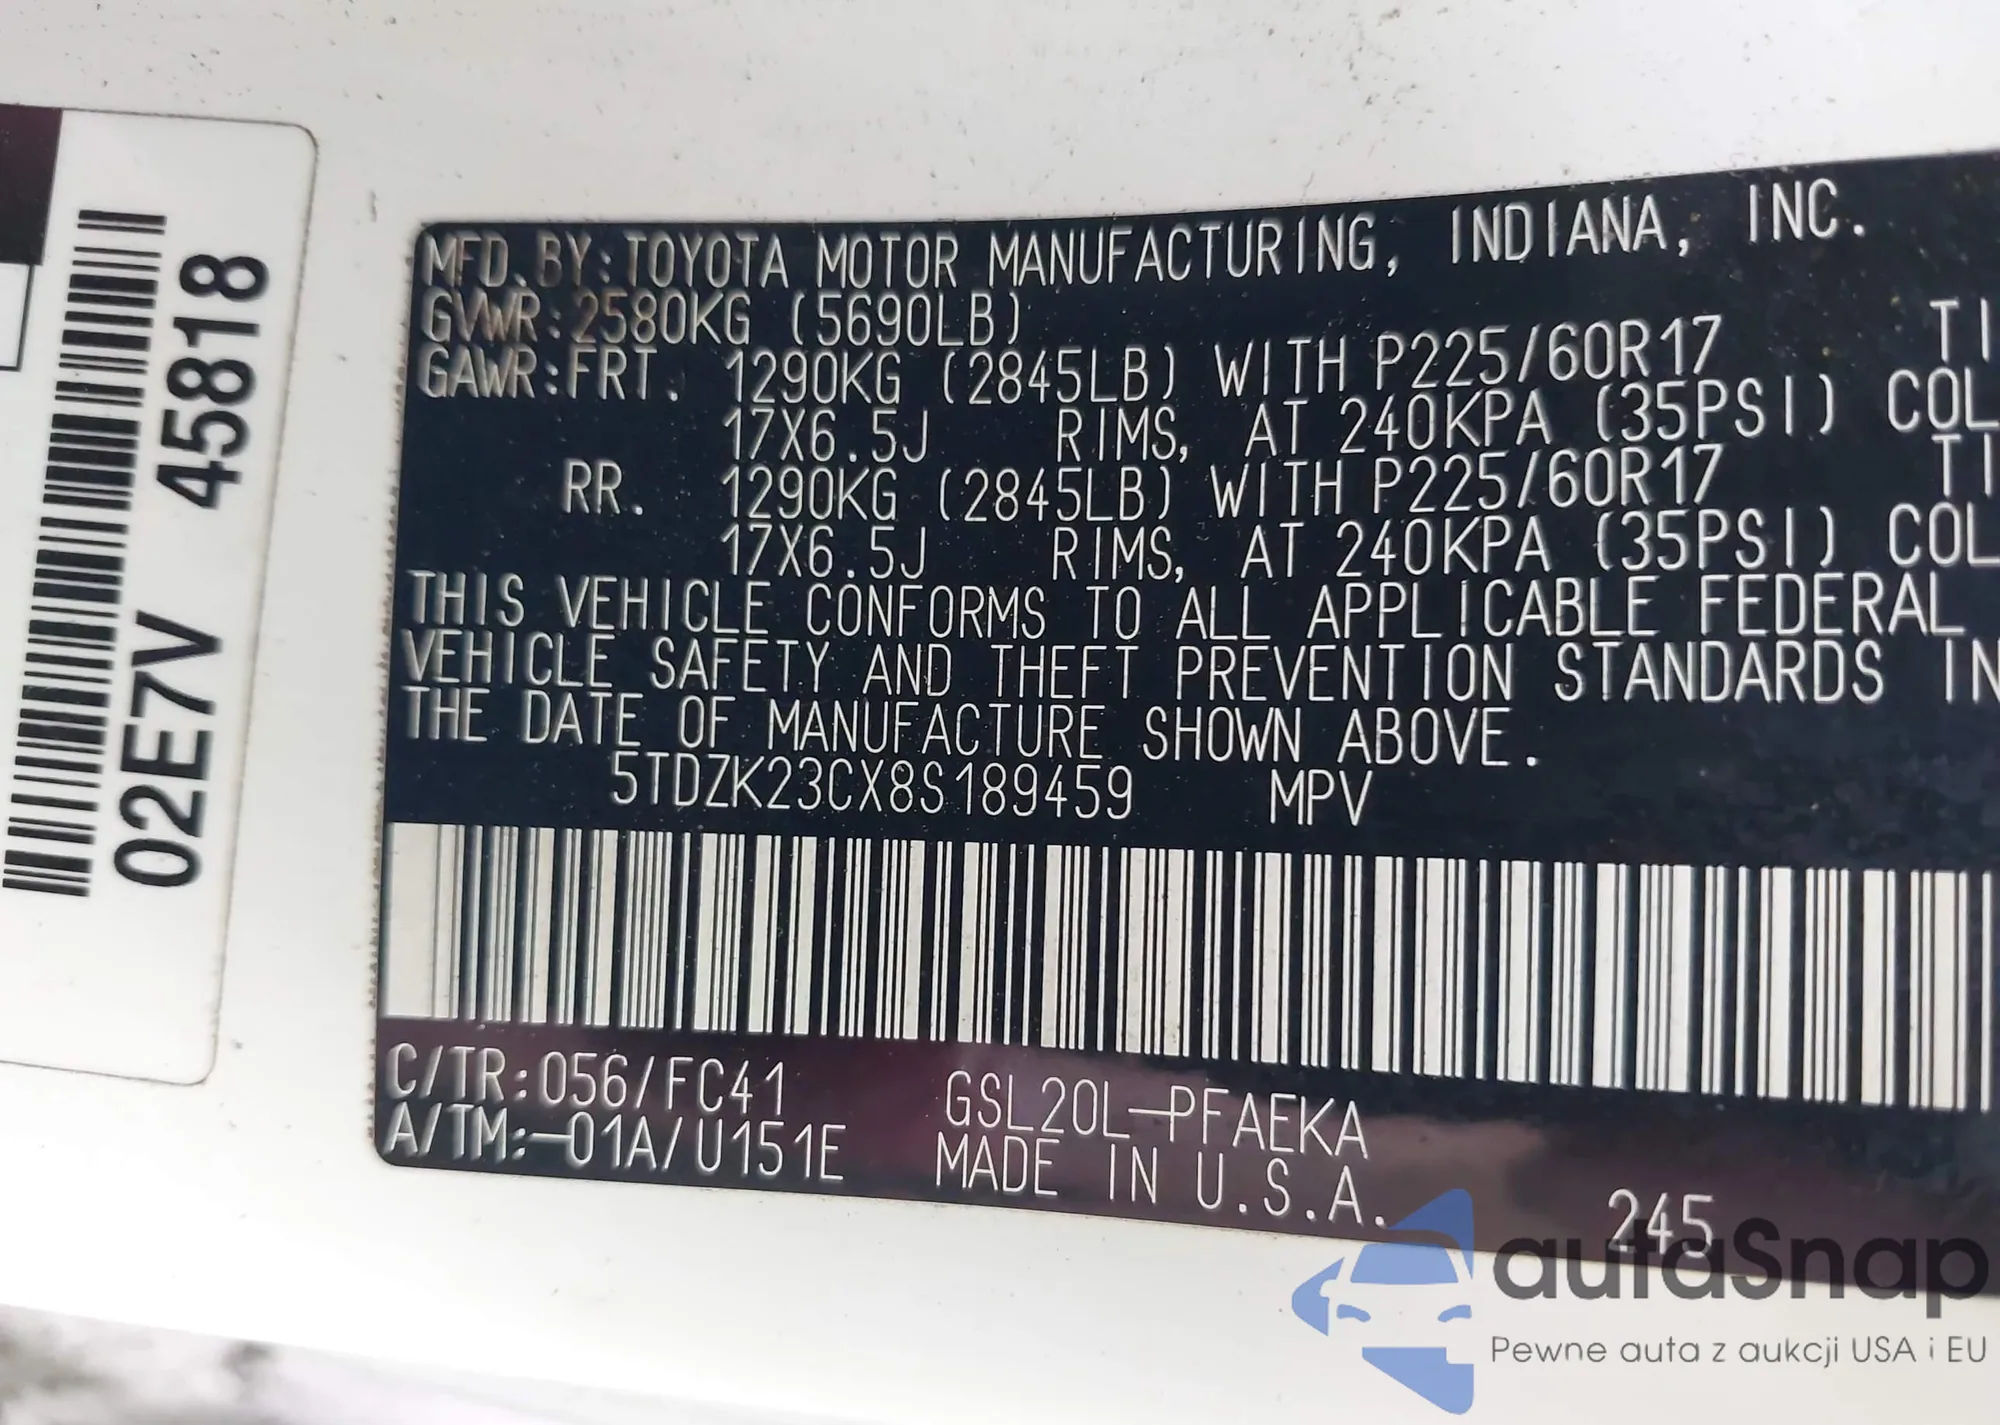 02E7V 45818
MFD.BY:TOYOTA MOTOR MANUFACTURING, INDIANA, INC.
GVWR:2580KG (5690LB)
GAWR:FRT. 1290KG (2845LB) WITH P225/60R17 TI
17X6.5J RIMS, AT 240KPA (35PSI) COL
RR. 1290KG (2845LB) WITH P225/60R17 TI
17X6.5J RIMS, AT 240KPA (35PSI) COL
THIS VEHICLE CONFORMS TO ALL APPLICABLE FEDERAL
VEHICLE SAFETY AND THEFT PREVENTION STANDARDS IN
THE DATE OF MANUFACTURE SHOWN ABOVE.
5TDZK23CX8S189459 MPV
C/TR:056/FC41 GSL20L-PFAEKA
A/TM:-01A/U151E MADE IN U.S.A.
245
autaSnap
Pewne auta z aukcji USA i EU